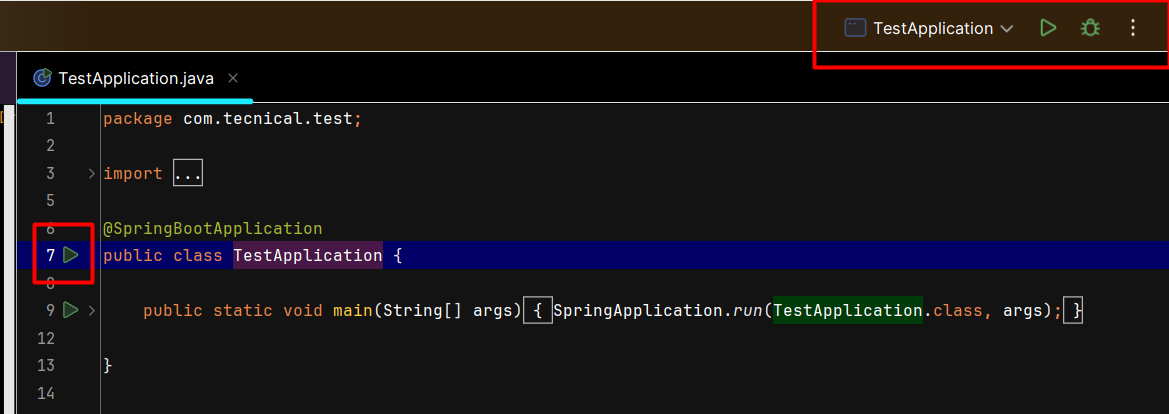 TestApplication
TestApplication.java
1 package com.tecnical.test;
2
3 import ...
5
6 @SpringBootApplication
7 public class TestApplication {
8
9 public static void main(String[] args) { SpringApplication.run(TestApplication.class, args); }
12
13 }
14